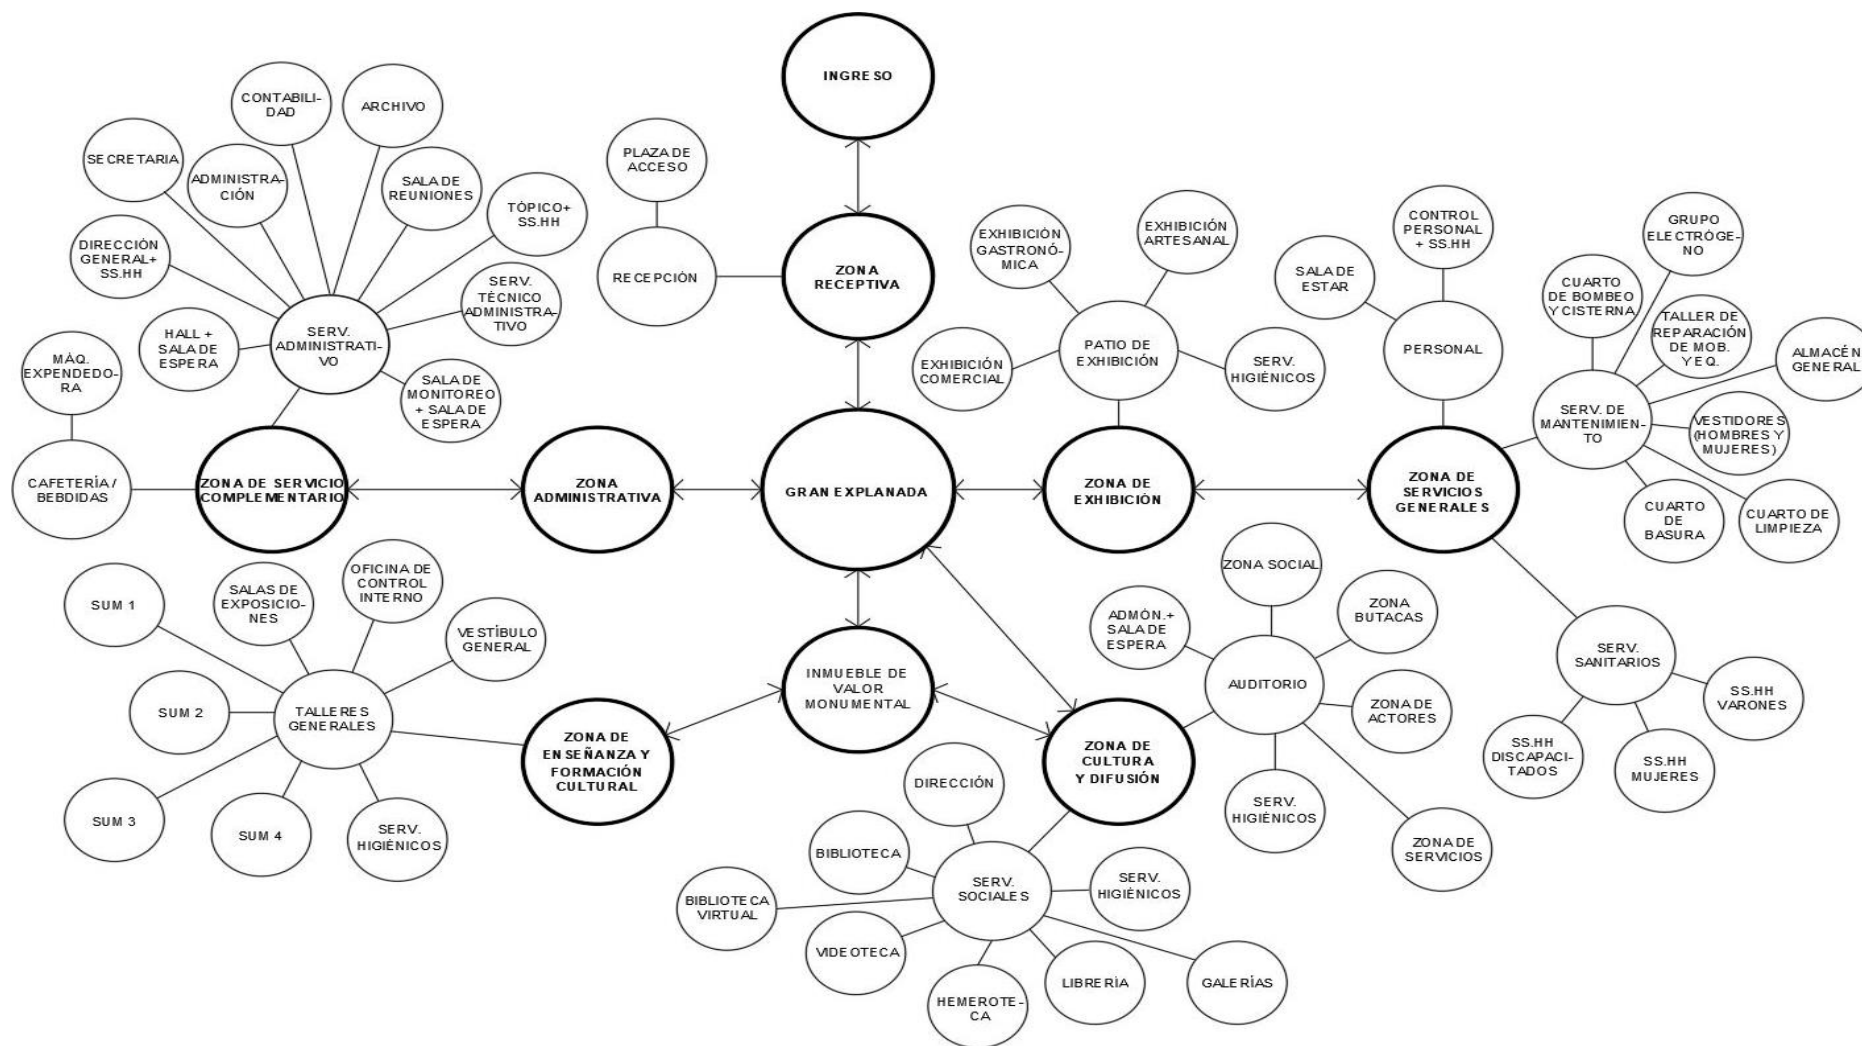 INGRESO
CONTABILI-
DAD
ARCHIVO
SECRETARIA
ADMINISTRA-
CIÓN
SALA DE
REUNIONES
TÓPICO+
SS.HH
DIRECCIÓN
GENERAL+
SS.HH
SERV.
TÉCNICO
ADMINISTRA-
TIVO
HALL +
SALA DE
ESPERA
SERV.
ADMINISTRATI-
VO
SALA DE
MONITOREO
+ SALA DE
ESPERA
MÁQ.
EXPENDEDO-
RA
CAFETERÍA /
BEBDIDAS
PLAZA DE
ACCESO
RECEPCIÓN
ZONA
RECEPTIVA
EXHIBICIÓN
GASTRONÓ-
MICA
EXHIBICIÓN
ARTESANAL
EXHIBICIÓN
COMERCIAL
PATIO DE
EXHIBICIÓN
SERV.
HIGIÉNICOS
CONTROL
PERSONAL
+ SS.HH
SALA DE
ESTAR
PERSONAL
GRUPO
ELECTRÓGE-
NO
CUARTO
DE BOMBEO
Y CISTERNA
TALLER DE
REPARACIÓN
DE MOB.
Y EQ.
ALMACÉN
GENERAL
SERV. DE
MANTENIMIEN-
TO
VESTIDORES
(HOMBRES Y
MUJERES)
CUARTO
DE
BASURA
CUARTO DE
LIMPIEZA
ZONA DE SERVICIO
COMPLEMENTARIO
ZONA
ADMINISTRATIVA
GRAN EXPLANADA
ZONA DE
EXHIBICIÓN
ZONA DE
SERVICIOS
GENERALES
SUM 1
SALAS DE
EXPOSICIO-
NES
OFICINA DE
CONTROL
INTERNO
VESTÍBULO
GENERAL
SUM 2
TALLERES
GENERALES
SUM 3
SUM 4
SERV.
HIGIÉNICOS
ZONA DE
ENSEÑANZA Y
FORMACIÓN
CULTURAL
INMUEBLE DE
VALOR
MONUMENTAL
ZONA DE
CULTURA
Y DIFUSIÓN
ZONA SOCIAL
ADMÓN.+
SALA DE
ESPERA
ZONA
BUTACAS
AUDITORIO
ZONA DE
ACTORES
SERV.
HIGIÉNICOS
ZONA DE
SERVICIOS
SERV.
SANITARIOS
SS.HH
VARONES
SS.HH
DISCAPACI-
TADOS
SS.HH
MUJERES
DIRECCIÓN
BIBLIOTECA
BIBLIOTECA
VIRTUAL
SERV.
SOCIALES
SERV.
HIGIÉNICOS
VIDEOTECA
HEMEROTE-
CA
LIBRERÍA
GALERÍAS